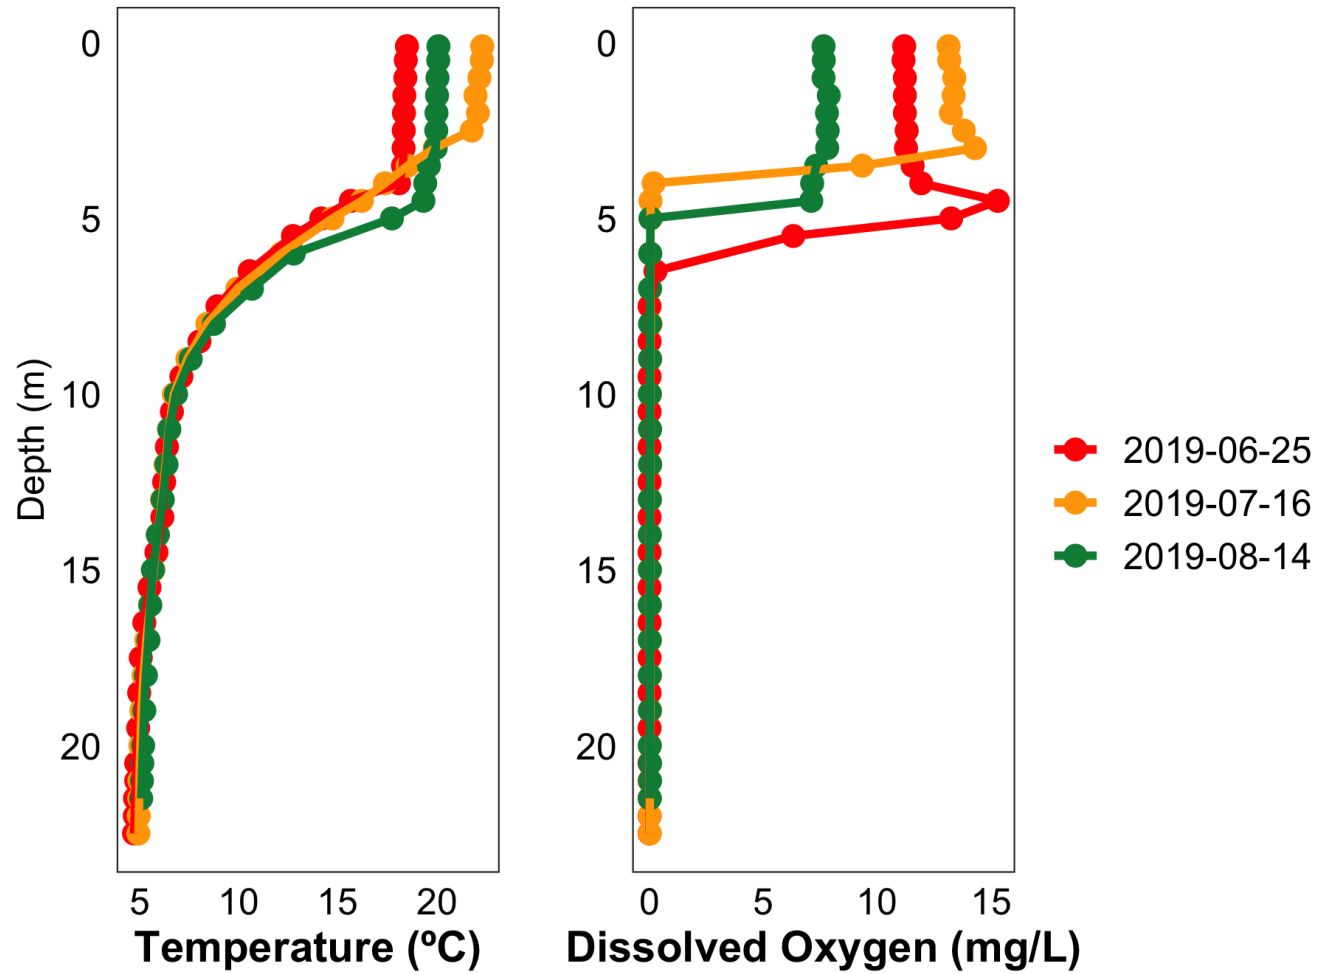 Depth (m)
0
5
10
15
20
5 10 15 20
Temperature (ºC)
0
5
10
15
20
0 5 10 15
Dissolved Oxygen (mg/L)
2019-06-25
2019-07-16
2019-08-14